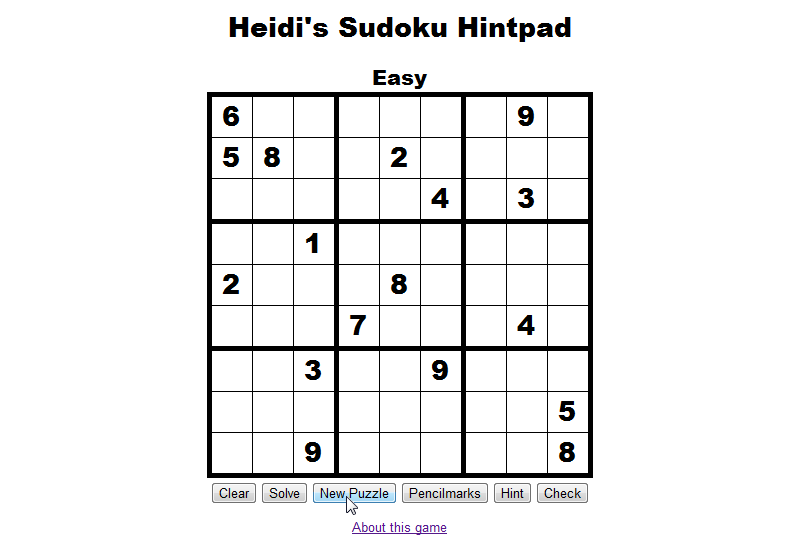 Heidi's Sudoku Hintpad
Easy
6 9
5 8 2
4 3
1
2 8
7 4
3 9
5
9 8
Clear Solve New Puzzle Pencilmarks Hint Check
About this game